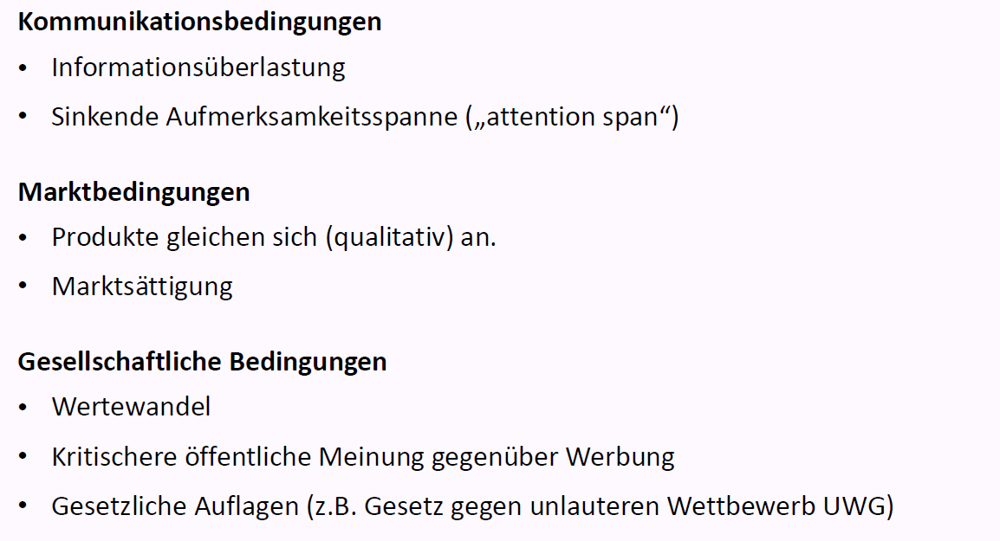 Kommunikationsbedingungen
• Informationsüberlastung
• Sinkende Aufmerksamkeitsspanne („attention span“)
Marktbedingungen
• Produkte gleichen sich (qualitativ) an.
• Marktsättigung
Gesellschaftliche Bedingungen
• Wertewandel
• Kritischere öffentliche Meinung gegenüber Werbung
• Gesetzliche Auflagen (z.B. Gesetz gegen unlauteren Wettbewerb UWG)